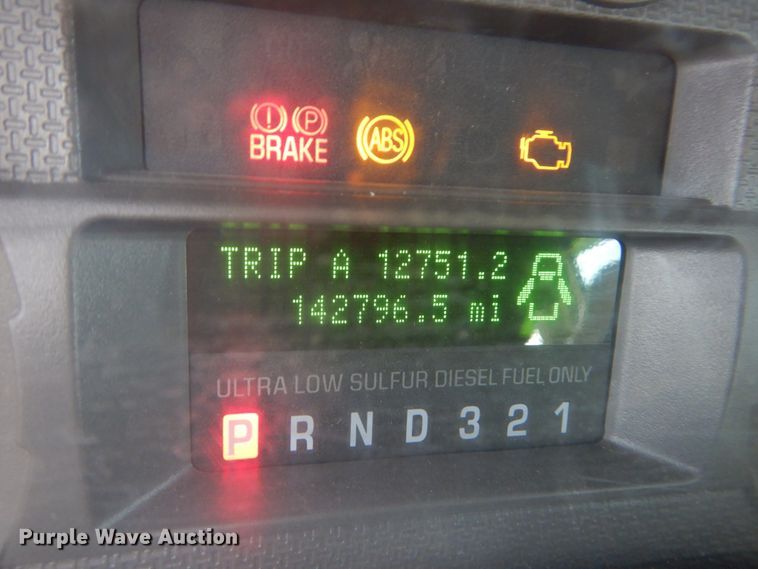 (!) (P)
BRAKE
ABS
TRIP A 12751.2
142796.5 mi
ULTRA LOW SULFUR DIESEL FUEL ONLY
P R N D 3 2 1
Purple Wave Auction